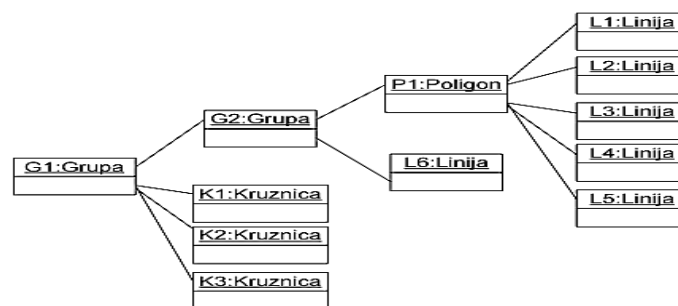 L1:Linija
L2:Linija
P1:Poligon
L3:Linija
G2:Grupa
L4:Linija
G1:Grupa
L6:Linija
L5:Linija
K1:Kruznica
K2:Kruznica
K3:Kruznica